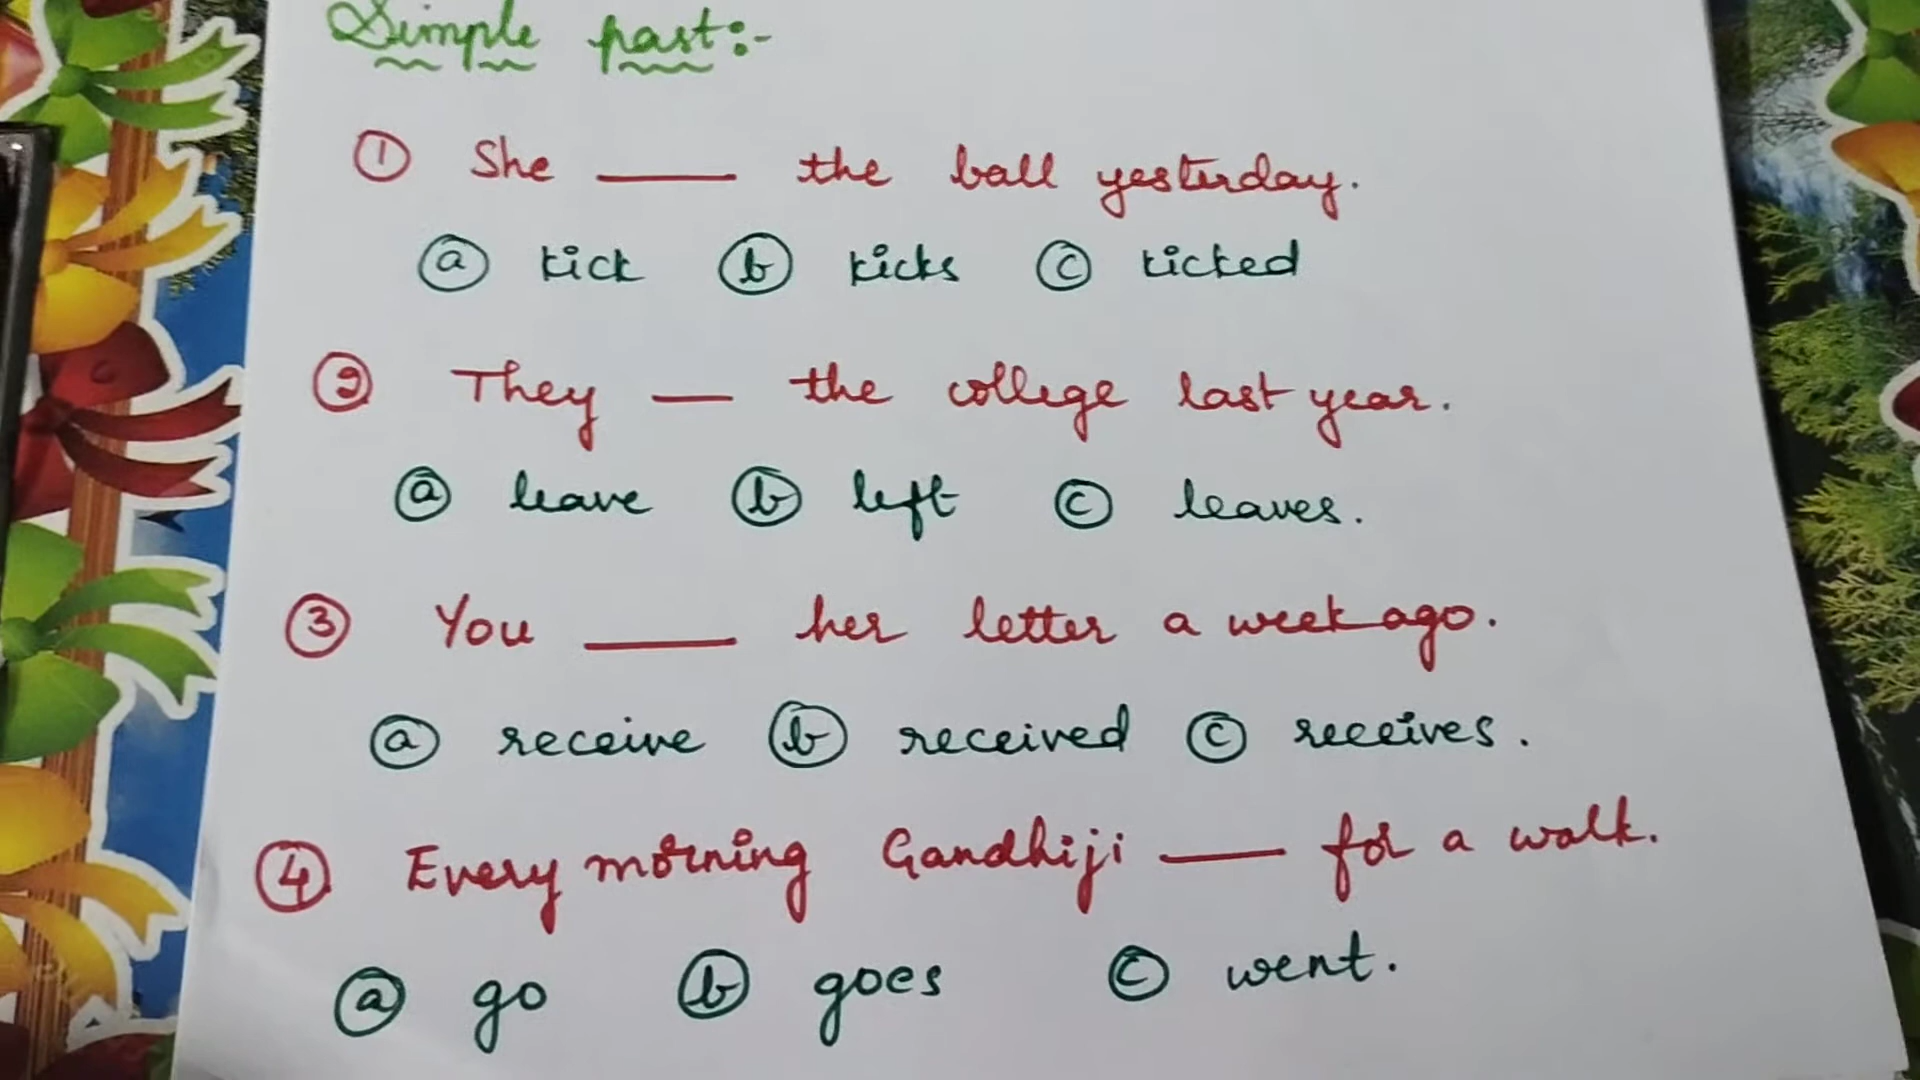 Simple past:-
① She ____ the ball yesterday.
ⓐ kick ⓑ kicks ⓒ kicked
② They __ the college last year.
ⓐ leave ⓑ left ⓒ leaves.
③ You ____ her letter a week ago.
ⓐ receive ⓑ received ⓒ receives.
④ Every morning Gandhiji ____ for a walk.
ⓐ go ⓑ goes ⓒ went.